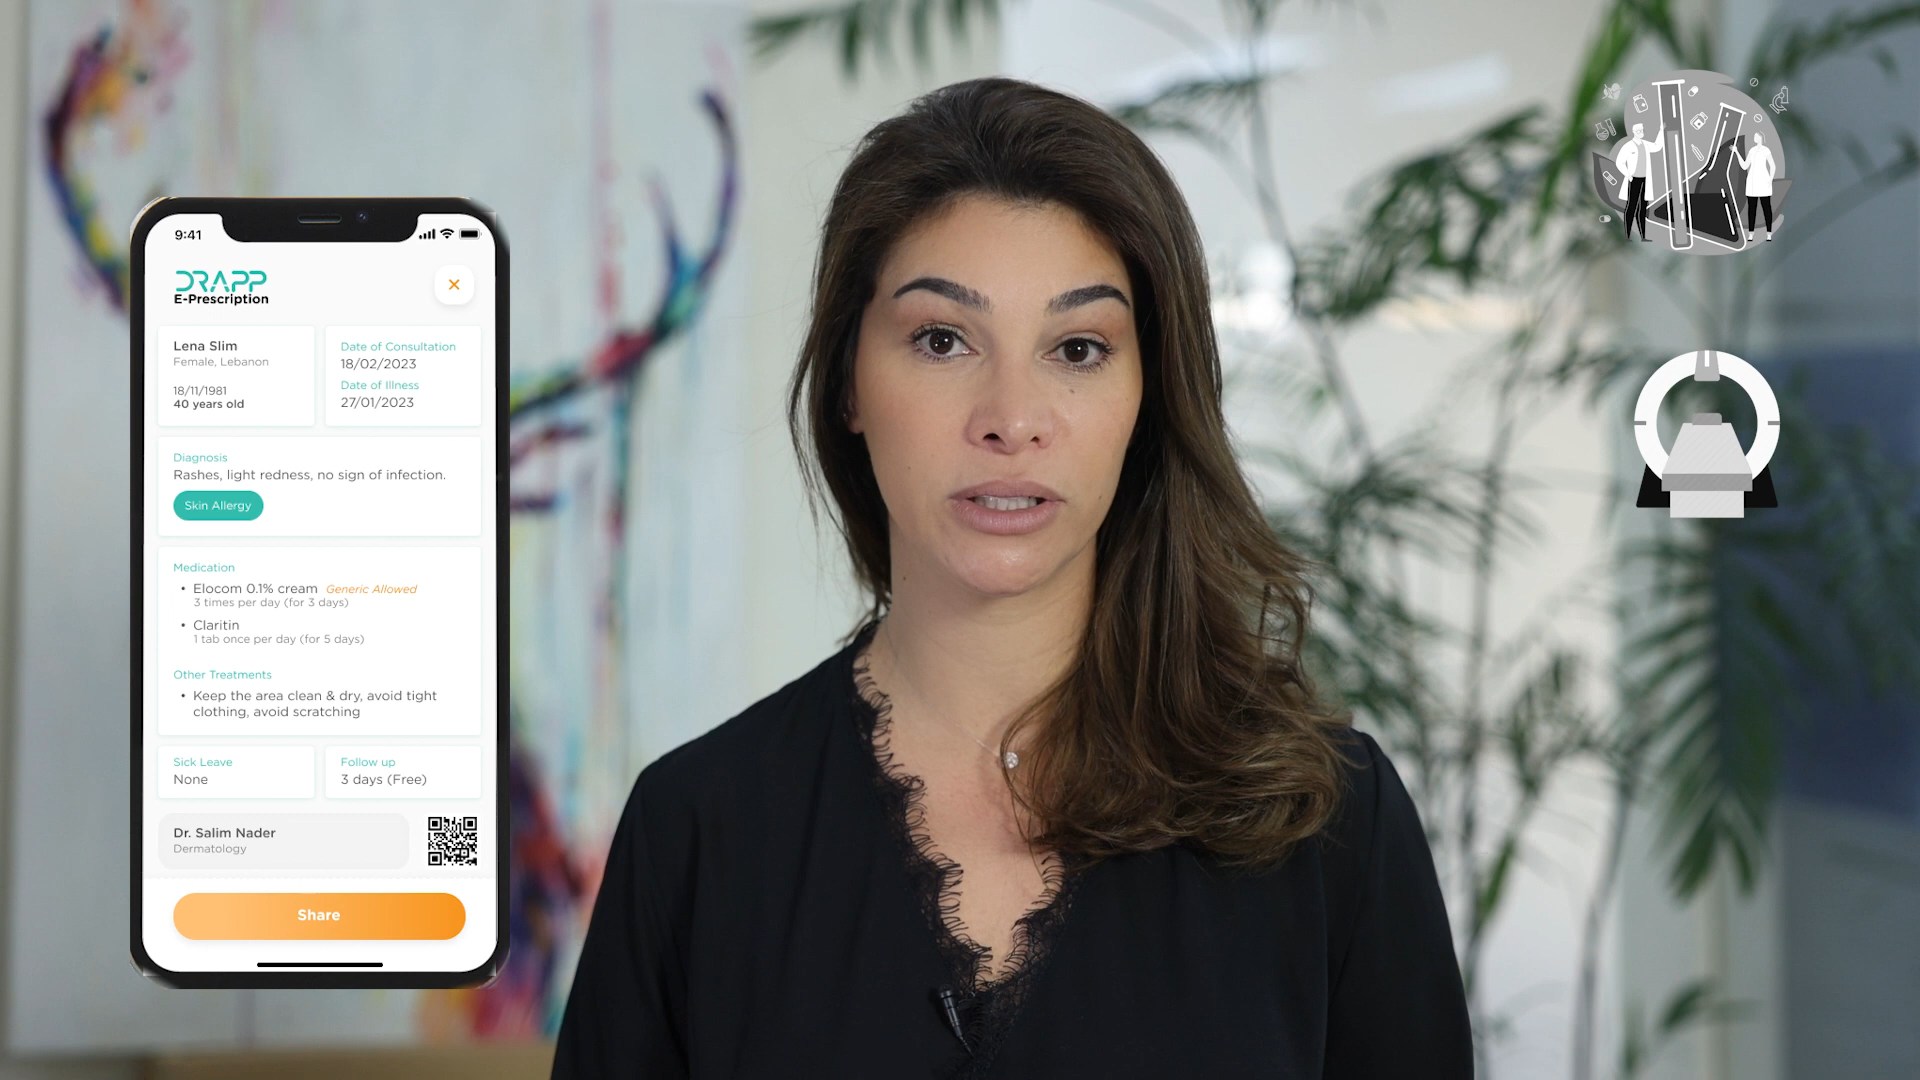 9:41
DRAPP
E-Prescription
Lena Slim
Female, Lebanon
18/11/1981
40 years old
Date of Consultation
18/02/2023
Date of Illness
27/01/2023
Diagnosis
Rashes, light redness, no sign of infection.
Skin Allergy
Medication
• Elocom 0.1% cream Generic Allowed
3 times per day (for 3 days)
• Claritin
1 tab once per day (for 5 days)
Other Treatments
• Keep the area clean & dry, avoid tight
clothing, avoid scratching
Sick Leave
None
Follow up
3 days (Free)
Dr. Salim Nader
Dermatology
Share